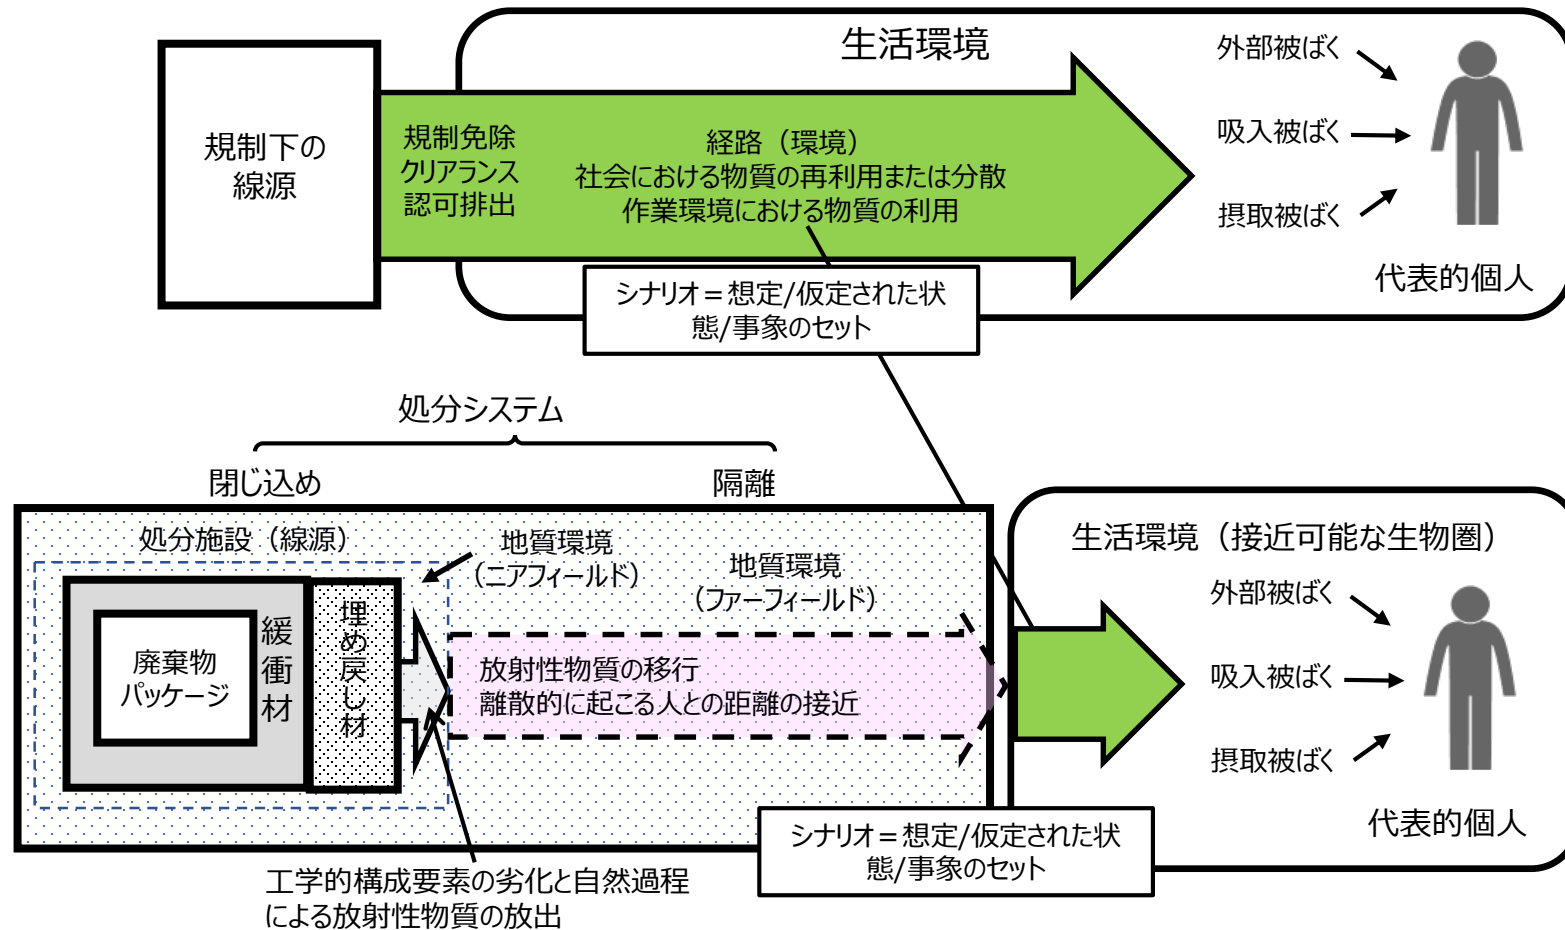 生活環境
規制下の
線源
規制免除
クリアランス
認可排出
経路（環境）
社会における物質の再利用または分散
作業環境における物質の利用
外部被ばく
吸入被ばく
摂取被ばく
代表的個人
シナリオ＝想定/仮定された状
態/事象のセット
処分システム
閉じ込め
隔離
処分施設（線源）
地質環境
（ニアフィールド）
地質環境
（ファーフィールド）
廃棄物
パッケージ
緩衝材
埋め戻し材
放射性物質の移行
離散的に起こる人との距離の接近
工学的構成要素の劣化と自然過程
による放射性物質の放出
生活環境（接近可能な生物圏）
外部被ばく
吸入被ばく
摂取被ばく
代表的個人
シナリオ＝想定/仮定された状
態/事象のセット